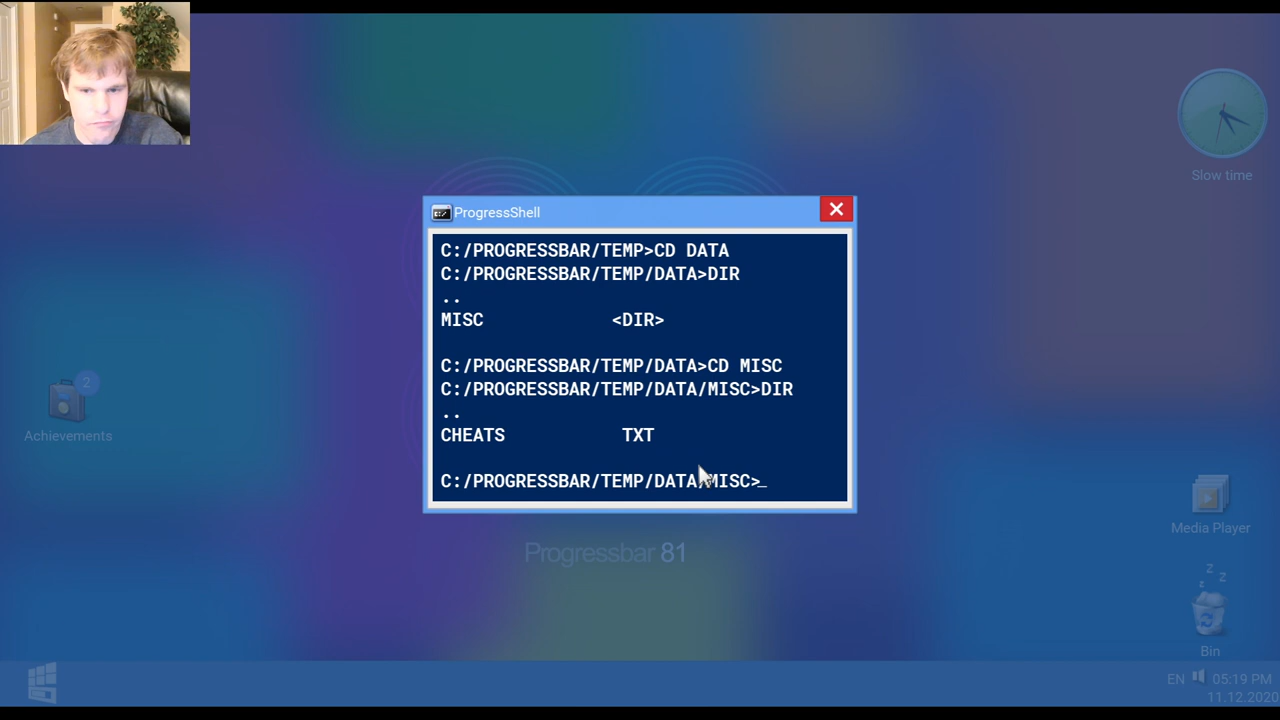 Slow time
ProgressShell
C:/PROGRESSBAR/TEMP>CD DATA
C:/PROGRESSBAR/TEMP/DATA>DIR
..
MISC <DIR>
C:/PROGRESSBAR/TEMP/DATA>CD MISC
C:/PROGRESSBAR/TEMP/DATA/MISC>DIR
..
CHEATS TXT
C:/PROGRESSBAR/TEMP/DATA/MISC>_
2
Achievements
Media Player
Progressbar 81
z z z
Bin
EN 05:19 PM
11.12.2020